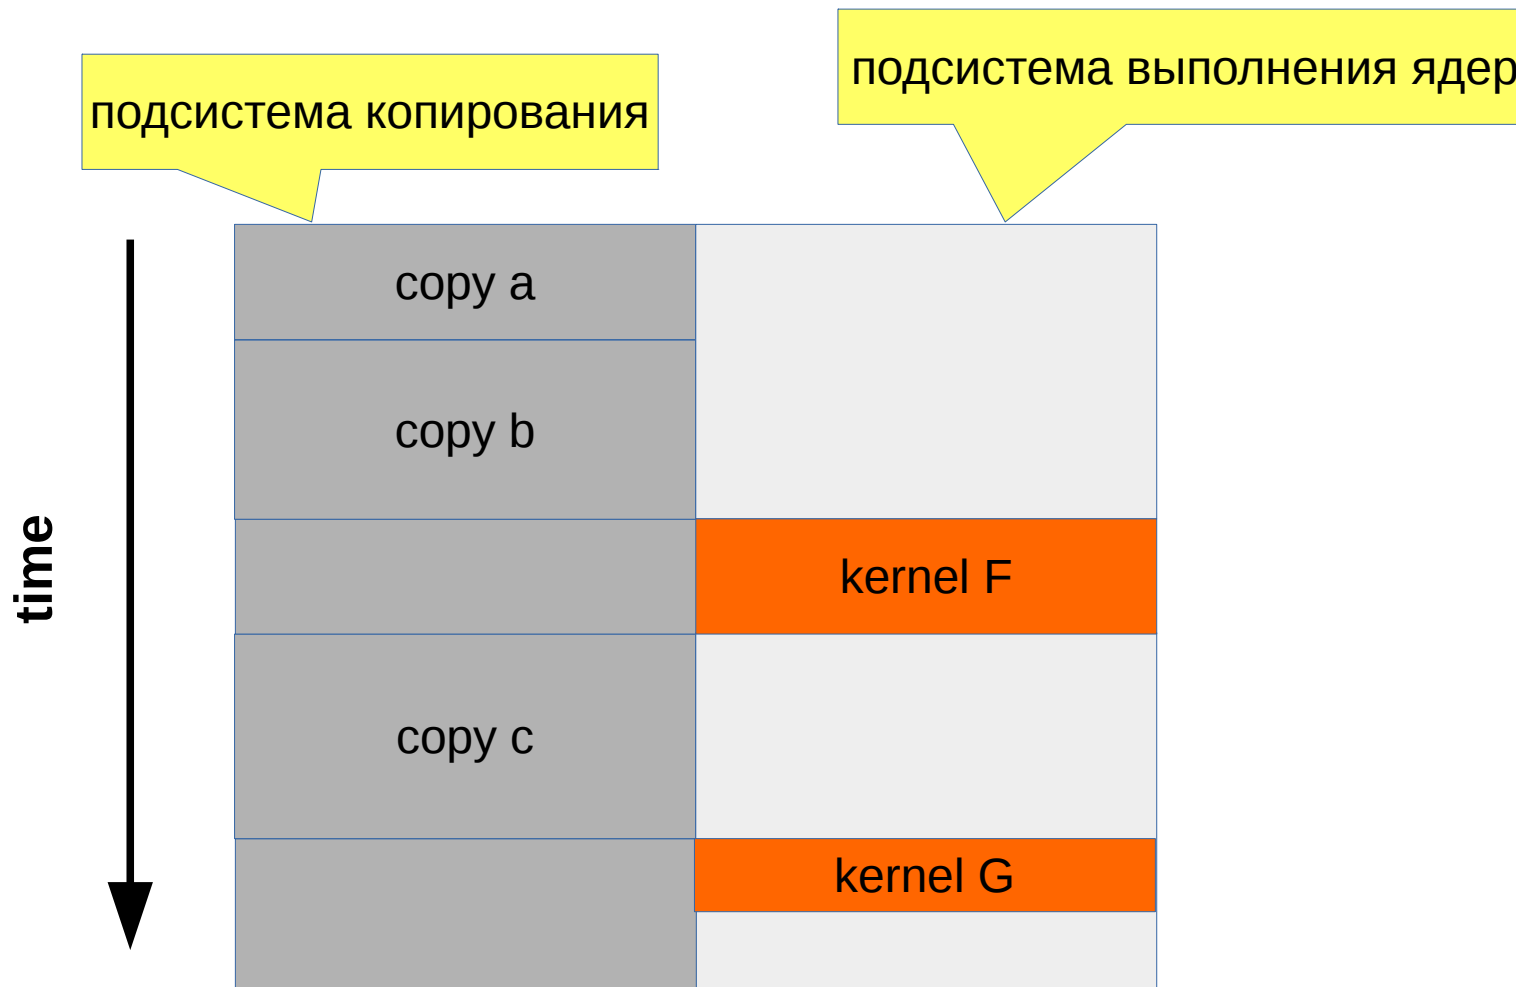 подсистема копирования
подсистема выполнения ядер
copy a
copy b
kernel F
time
copy c
kernel G